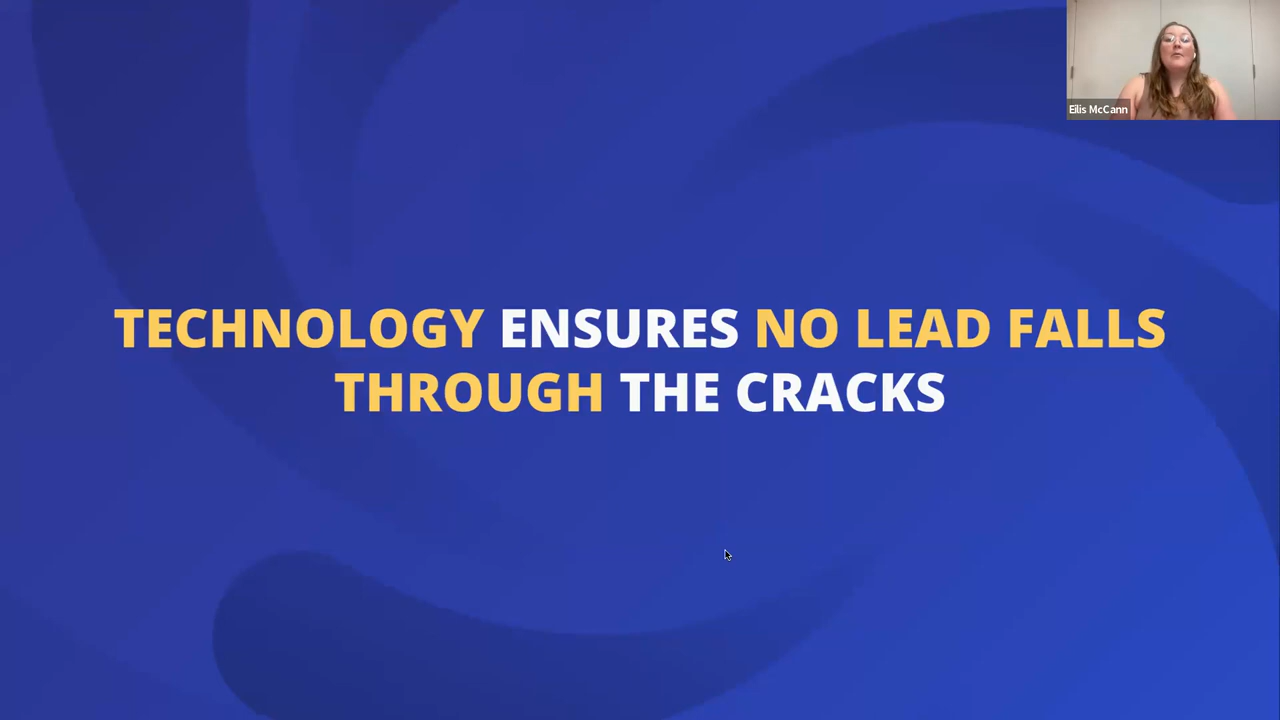 Eilis McCann
TECHNOLOGY ENSURES NO LEAD FALLS
THROUGH THE CRACKS